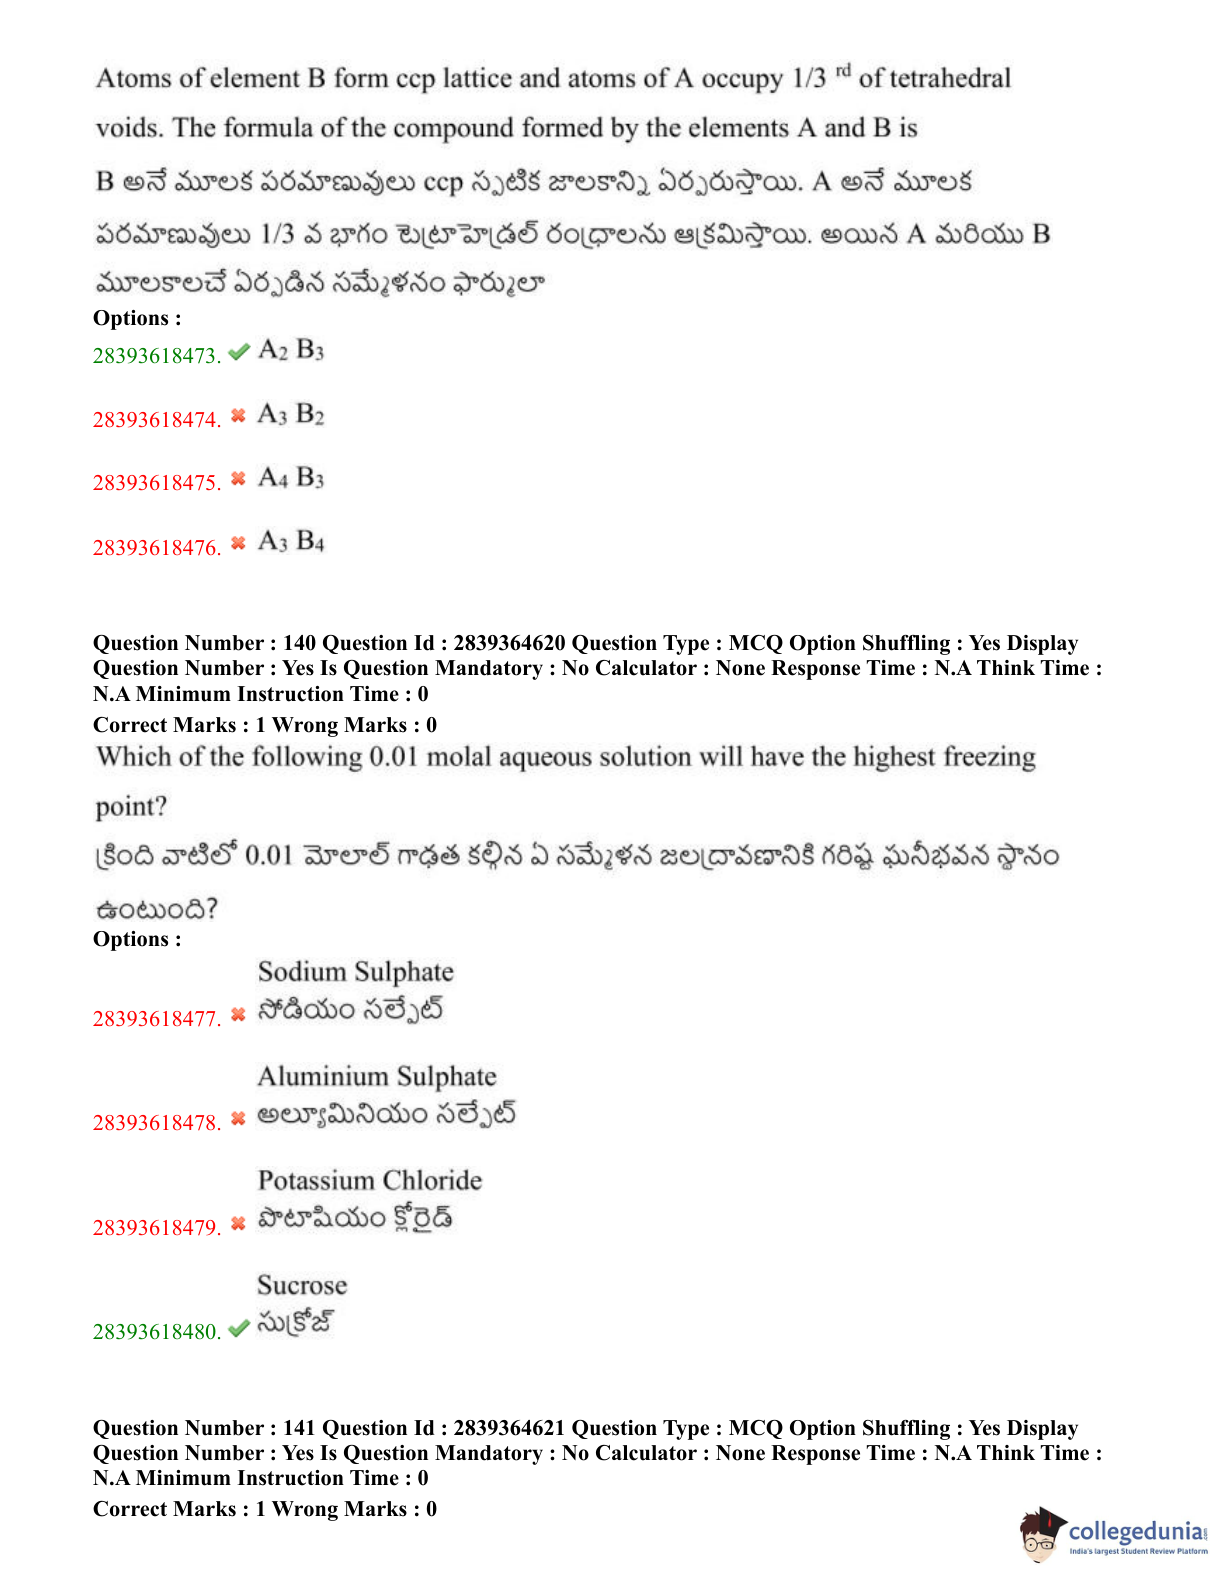 Atoms of element B form ccp lattice and atoms of A occupy 1/3 rd of tetrahedral
voids. The formula of the compound formed by the elements A and B is
B అనే మూలక పరమాణువులు ccp స్పటిక జాలకాన్ని ఏర్పరుస్తాయి. A అనే మూలక
పరమాణువులు 1/3 వ భాగం టెట్రాహెడ్రల్ రంధ్రాలను ఆక్రమిస్తాయి. అయిన A మరియు B
మూలకాలచే ఏర్పడిన సమ్మేళనం ఫార్ములా
Options :
28393618473. A2 B3
28393618474. A3 B2
28393618475. A4 B3
28393618476. A3 B4
Question Number : 140 Question Id : 2839364620 Question Type : MCQ Option Shuffling : Yes Display
Question Number : Yes Is Question Mandatory : No Calculator : None Response Time : N.A Think Time :
N.A Minimum Instruction Time : 0
Correct Marks : 1 Wrong Marks : 0
Which of the following 0.01 molal aqueous solution will have the highest freezing
point?
క్రింది వాటిలో 0.01 మోలాల్ గాఢత కల్గిన ఏ సమ్మేళన జలద్రావణానికి గరిష్ట ఘనీభవన స్థానం
ఉంటుంది?
Options :
Sodium Sulphate
28393618477. సోడియం సల్ఫేట్
Aluminium Sulphate
28393618478. అల్యూమినియం సల్ఫేట్
Potassium Chloride
28393618479. పొటాషియం క్లోరైడ్
Sucrose
28393618480. సుక్రోజ్
Question Number : 141 Question Id : 2839364621 Question Type : MCQ Option Shuffling : Yes Display
Question Number : Yes Is Question Mandatory : No Calculator : None Response Time : N.A Think Time :
N.A Minimum Instruction Time : 0
Correct Marks : 1 Wrong Marks : 0
collegedunia
India's largest Student Review Platform